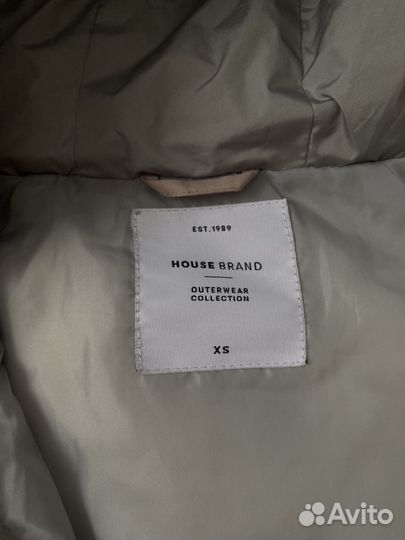 EST. 1989
HOUSE BRAND
OUTERWEAR
COLLECTION
XS
Avito